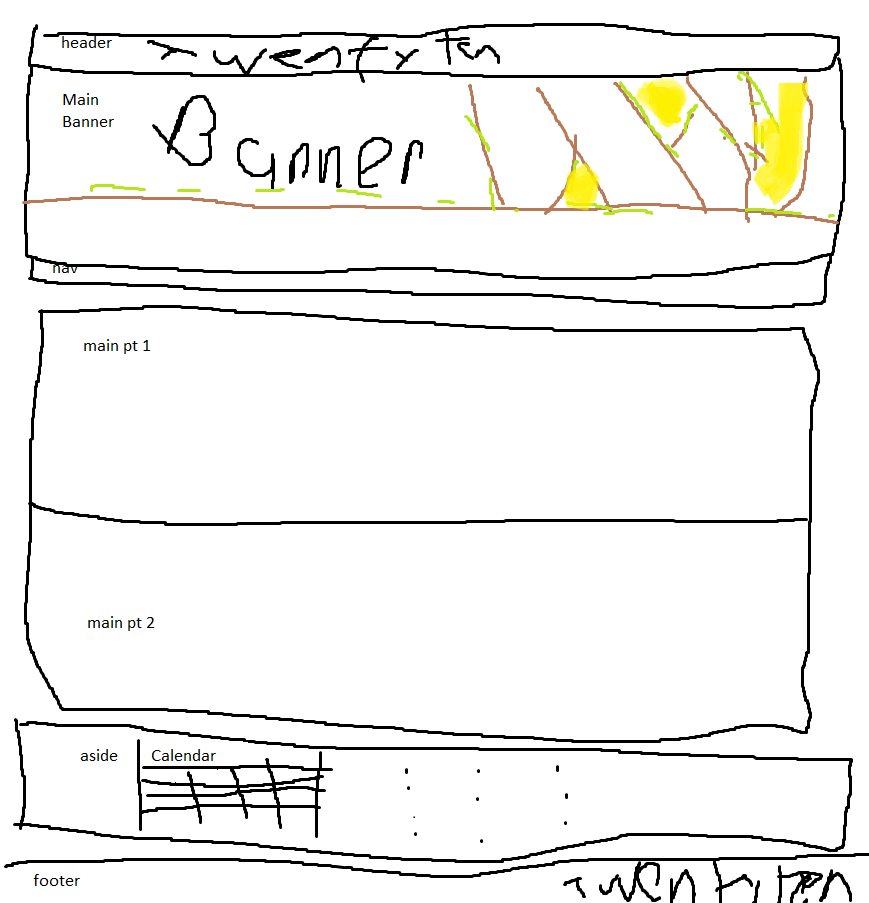 header
Twenty Ten
Main
Banner
Banner
nav
main pt 1
main pt 2
aside
Calendar
footer
Twenty Ten